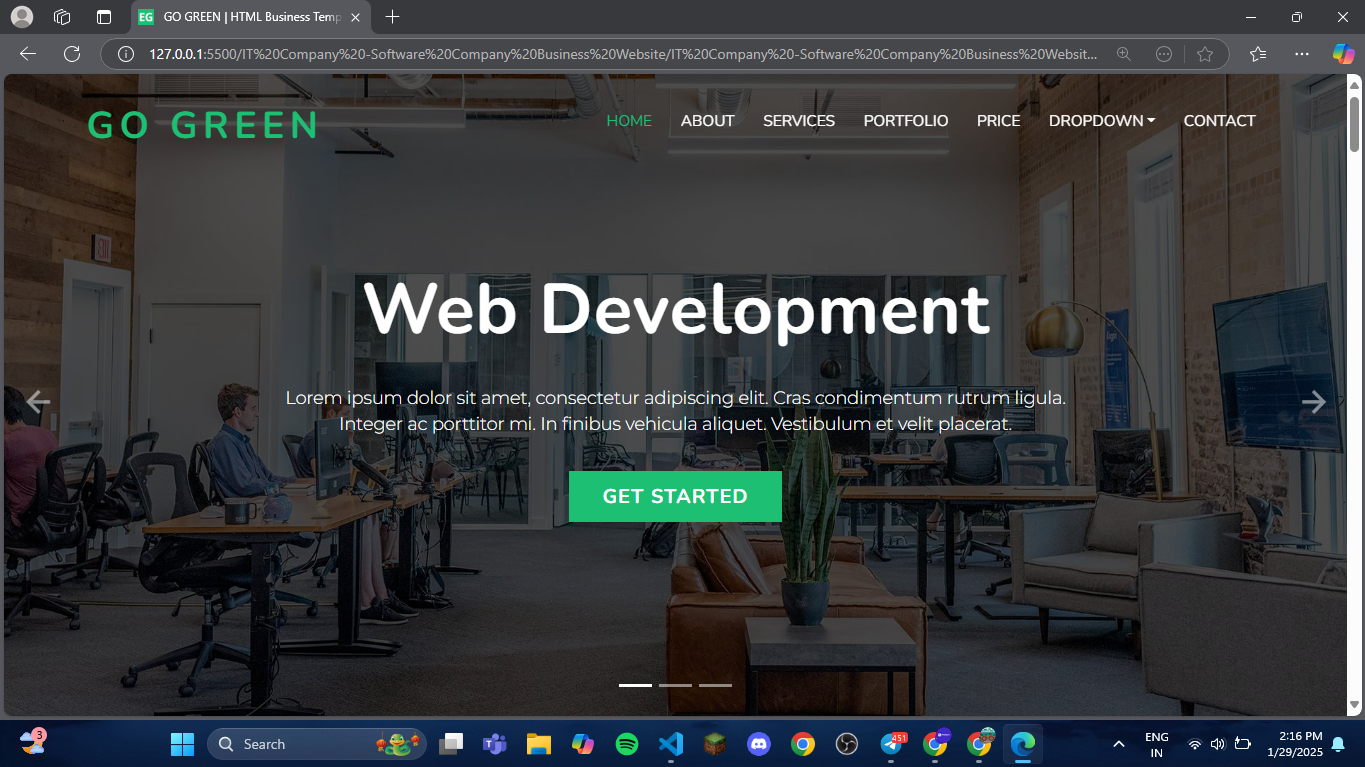 EG GO GREEN | HTML Business Temp
127.0.0.1:5500/IT%20Company%20-Software%20Company%20Business%20Website/IT%20Company%20-Software%20Company%20Business%20Websit...
GO GREEN
HOME ABOUT SERVICES PORTFOLIO PRICE DROPDOWN CONTACT
Web Development
Lorem ipsum dolor sit amet, consectetur adipiscing elit. Cras condimentum rutrum ligula.
Integer ac porttitor mi. In finibus vehicula aliquet. Vestibulum et velit placerat.
GET STARTED
3
Search
451
ENG
IN
2:16 PM
1/29/2025